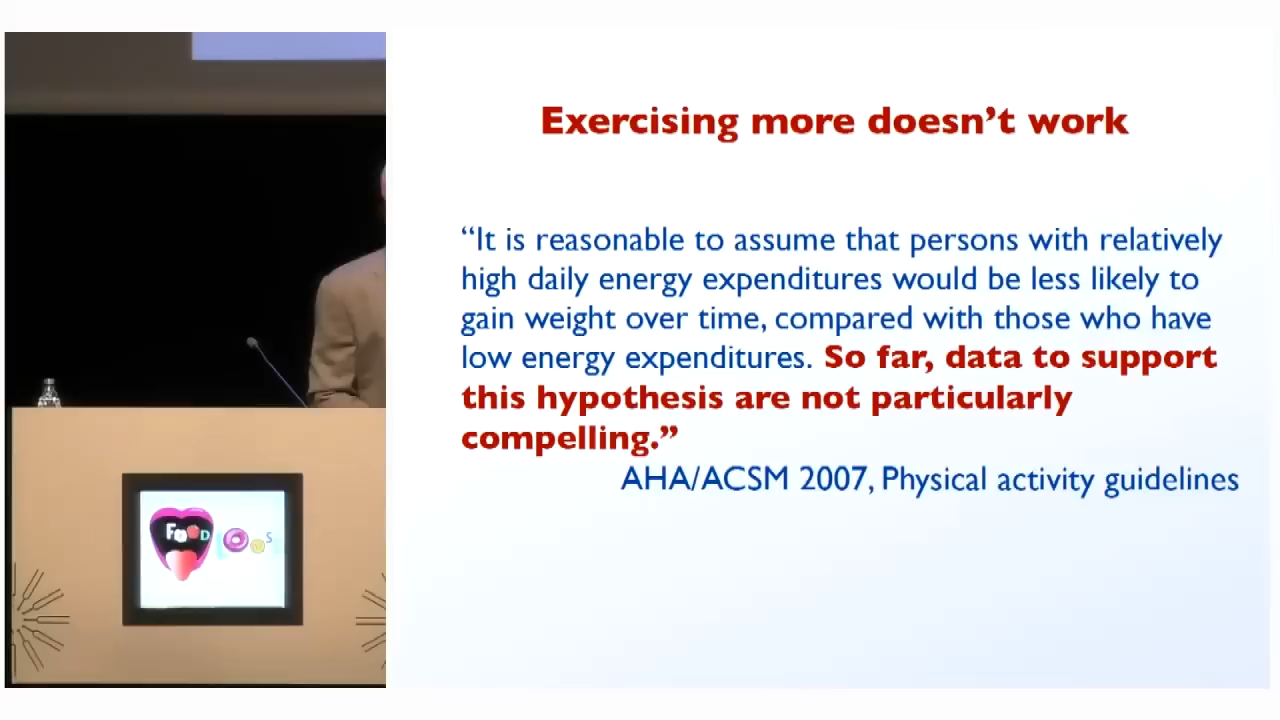 Exercising more doesn't work
“It is reasonable to assume that persons with relatively
high daily energy expenditures would be less likely to
gain weight over time, compared with those who have
low energy expenditures. So far, data to support
this hypothesis are not particularly
compelling.”
AHA/ACSM 2007, Physical activity guidelines
FooD